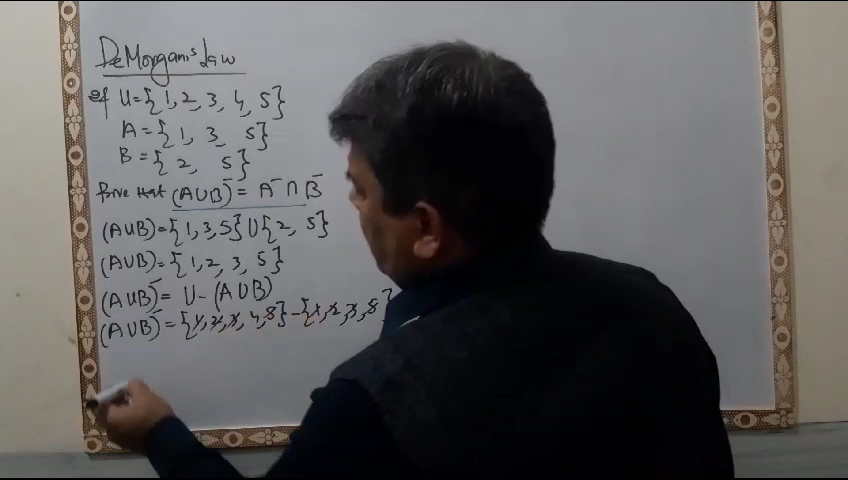 DeMorgan's Law
If U={1,2,3,4,5}
A={1,3,5}
B={2,5}
Prove that (AUB)⁻ = A⁻ ∩ B⁻
(AUB)={1,3,5}U{2,5}
(AUB)={1,2,3,5}
(AUB)⁻= U-(AUB)
(AUB)⁻={1,2,3,4,5}-{1,2,3,5}